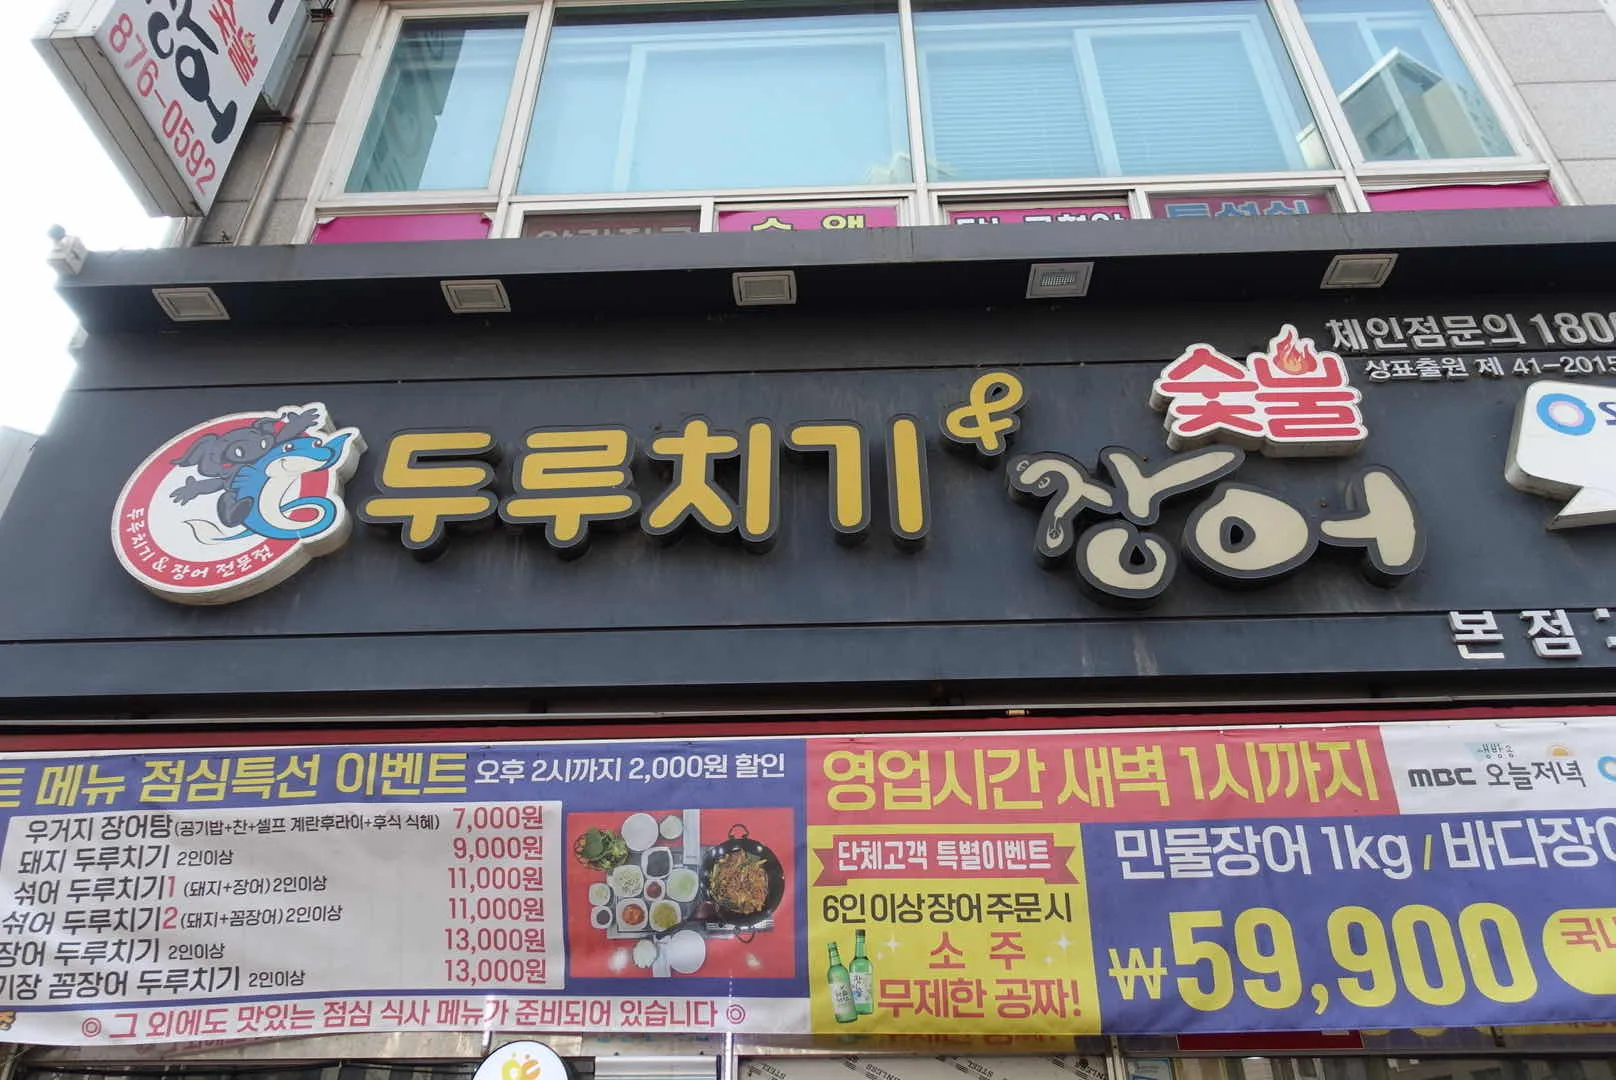 숯불
장어
876-0592
체인점문의 180
상표출원 제 41-2015
두루치기 & 숯불 장어
두루치기 & 장어 전문점
본점
메뉴 점심특선 이벤트 오후 2시까지 2,000원 할인
우거지 장어탕(공기밥+찬+셀프 계란후라이+후식 식혜) 7,000원
돼지 두루치기 2인이상 9,000원
섞어 두루치기1 (돼지+장어) 2인이상 11,000원
섞어 두루치기2 (돼지+꼼장어) 2인이상 11,000원
장어 두루치기 2인이상 13,000원
기장 꼼장어 두루치기 2인이상 13,000원
◎ 그 외에도 맛있는 점심 식사 메뉴가 준비되어 있습니다 ◎
영업시간 새벽 1시까지
생방송
MBC 오늘저녁
단체고객 특별이벤트
6인 이상 장어 주문시
소주
무제한 공짜!
민물장어 1kg / 바다장어
₩59,900
국내